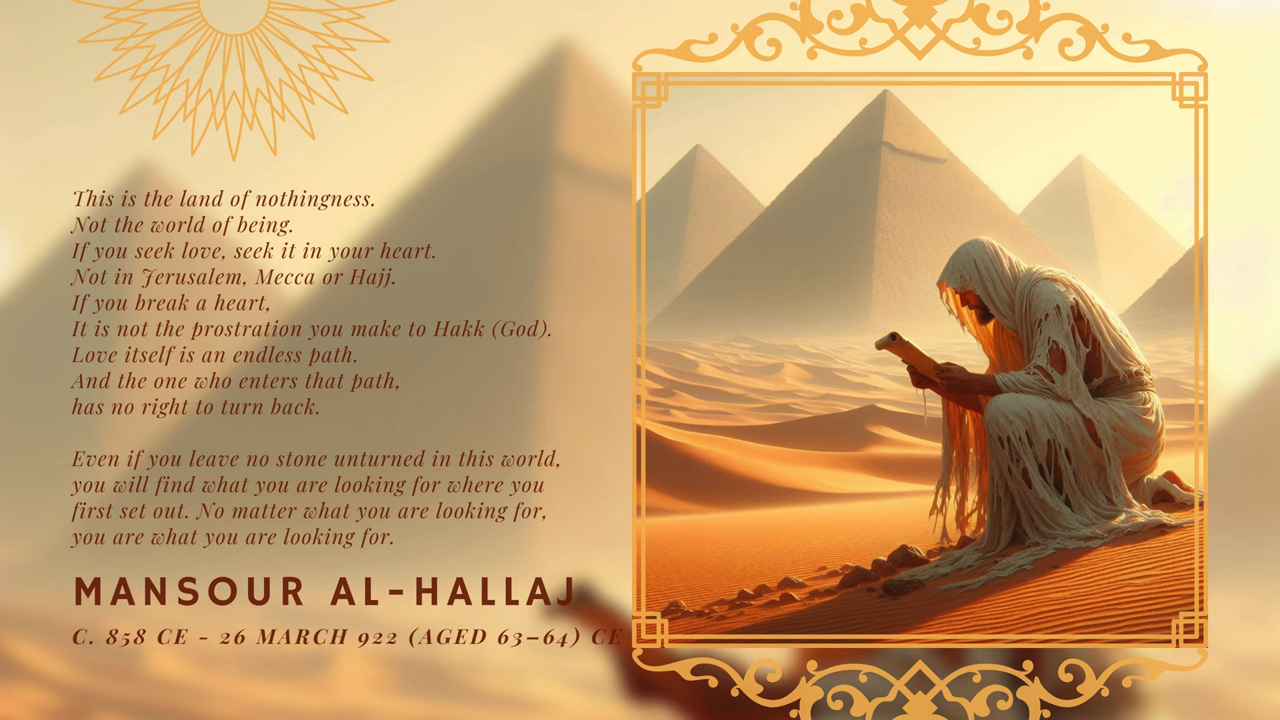 This is the land of nothingness.
Not the world of being.
If you seek love, seek it in your heart.
Not in Jerusalem, Mecca or Hajj.
If you break a heart,
It is not the prostration you make to Hakk (God).
Love itself is an endless path.
And the one who enters that path,
has no right to turn back.
Even if you leave no stone unturned in this world,
you will find what you are looking for where you
first set out. No matter what you are looking for,
you are what you are looking for.
MANSOUR AL-HALLAJ
C. 858 CE - 26 MARCH 922 (AGED 63–64) CE